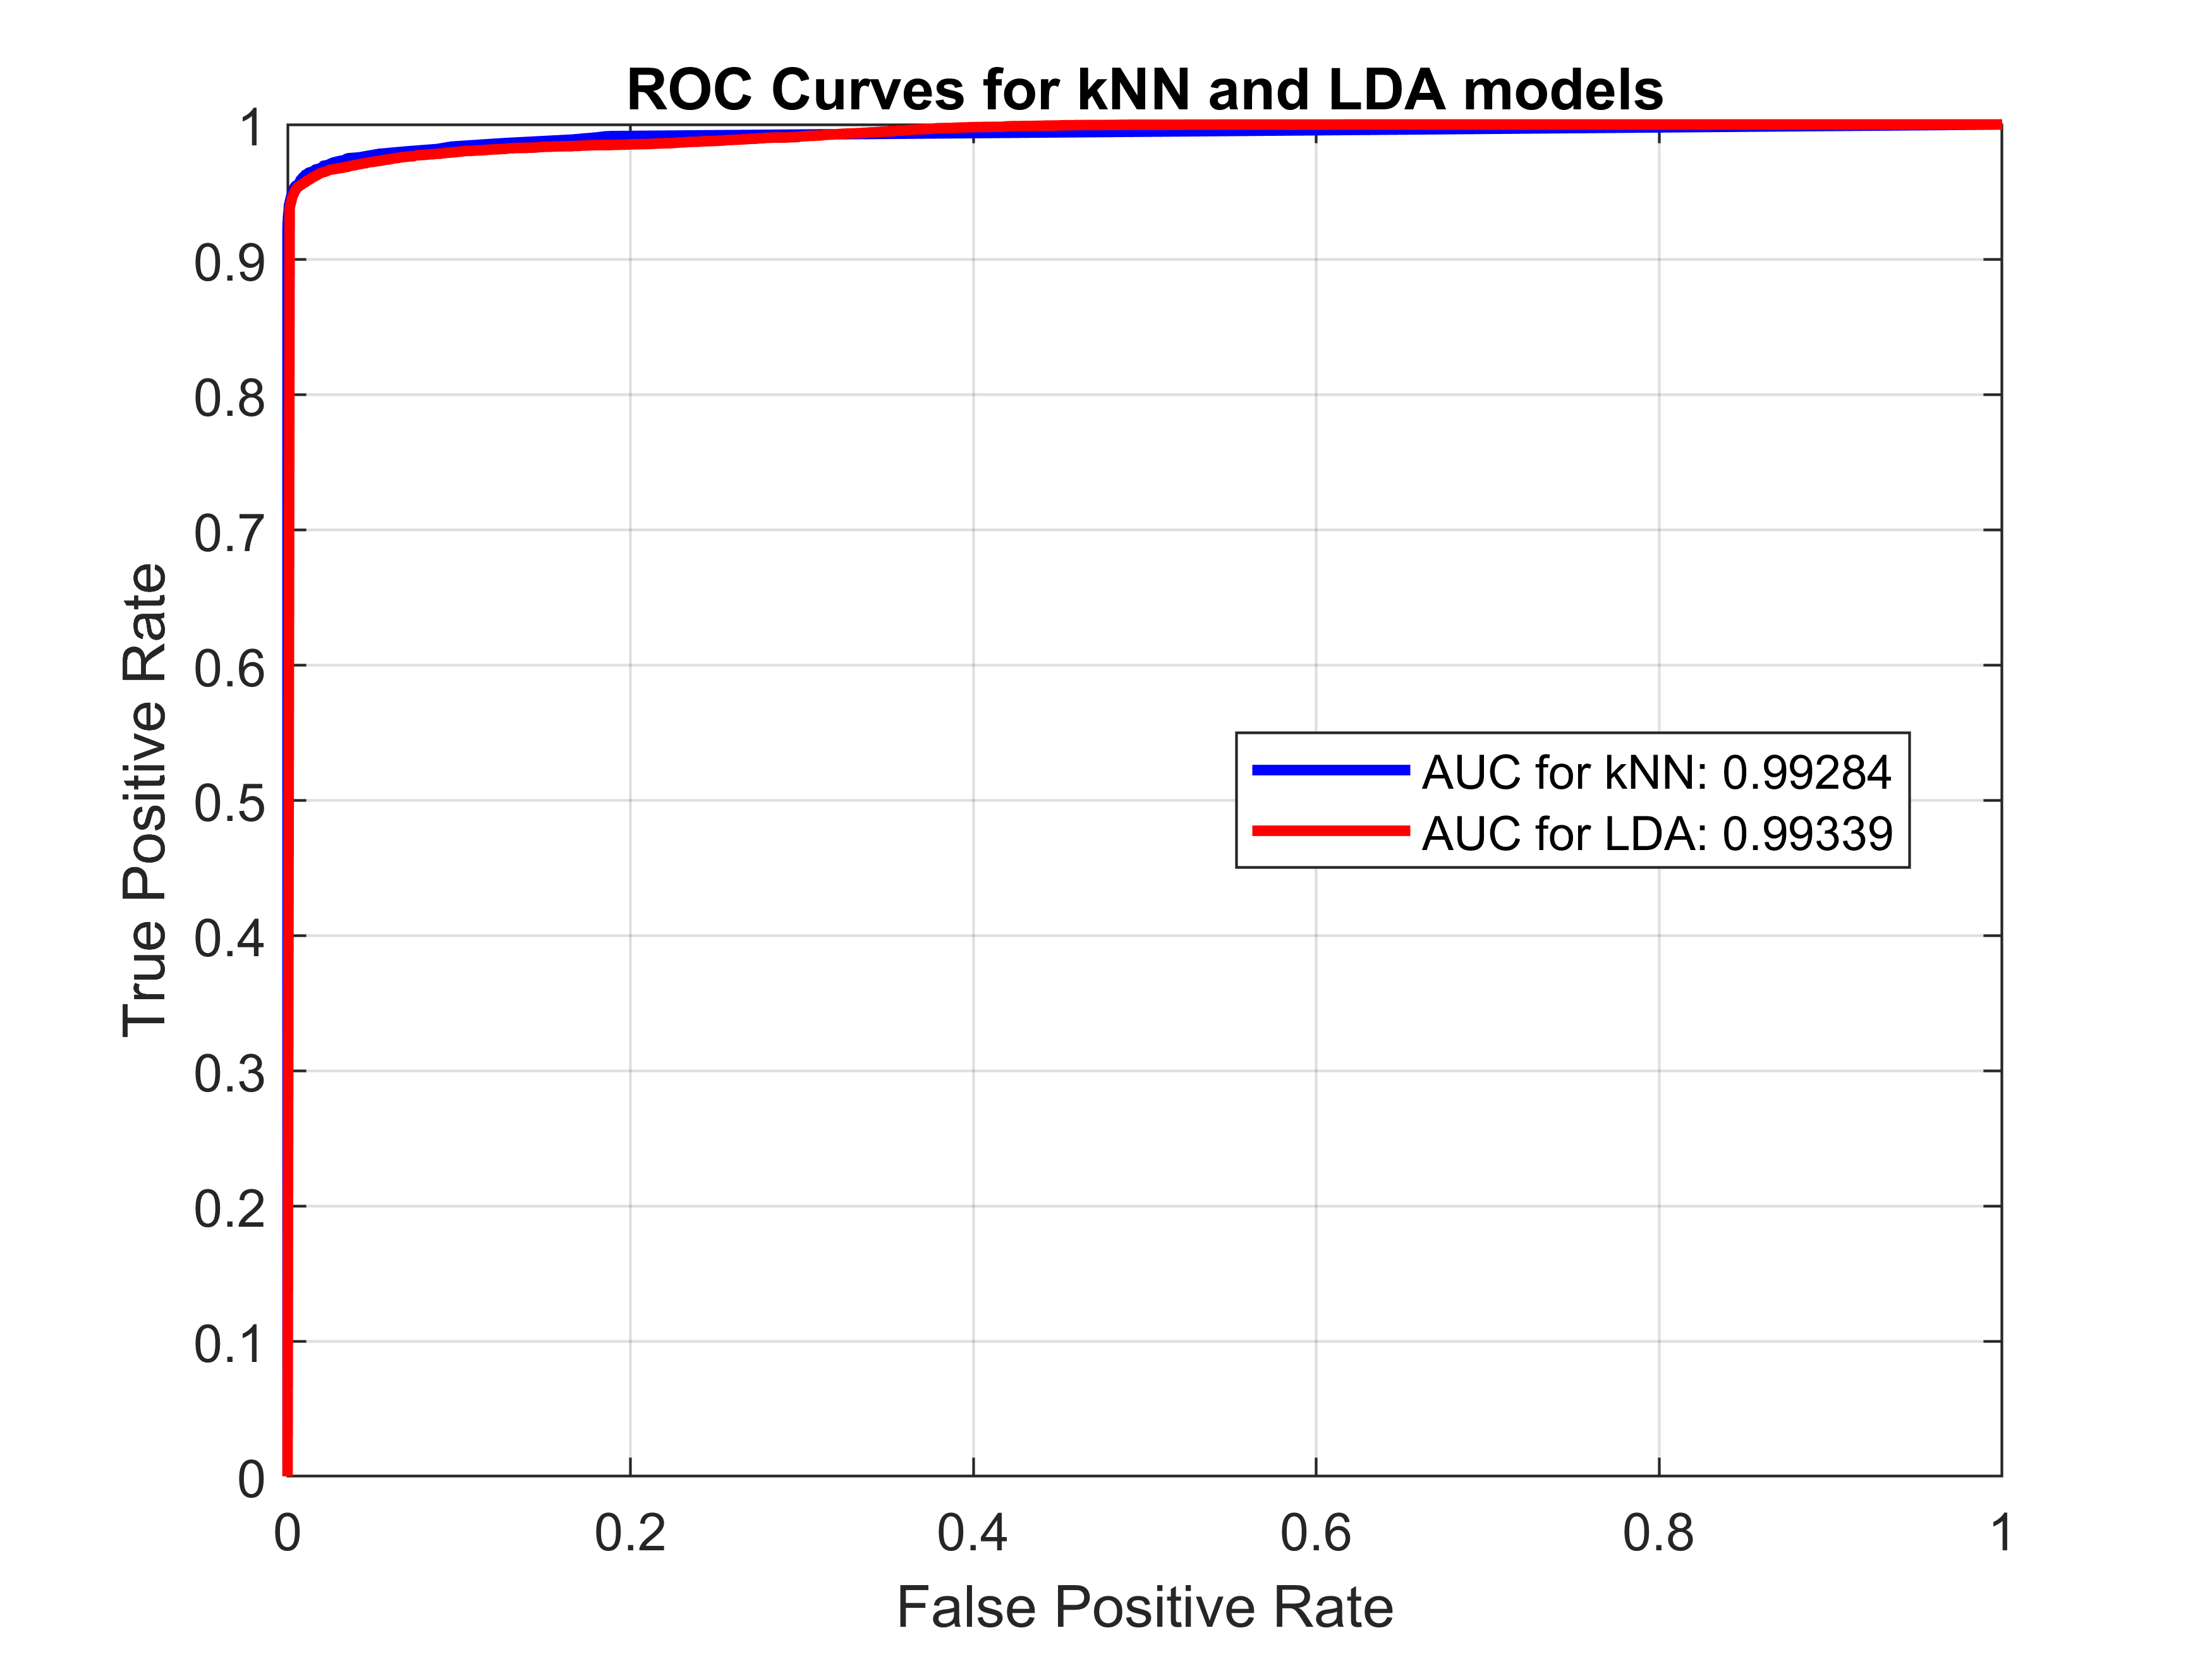 ROC Curves for kNN and LDA models
1
0.9
0.8
0.7
0.6
0.5
0.4
0.3
0.2
0.1
0
True Positive Rate
AUC for kNN: 0.99284
AUC for LDA: 0.99339
0 0.2 0.4 0.6 0.8 1
False Positive Rate